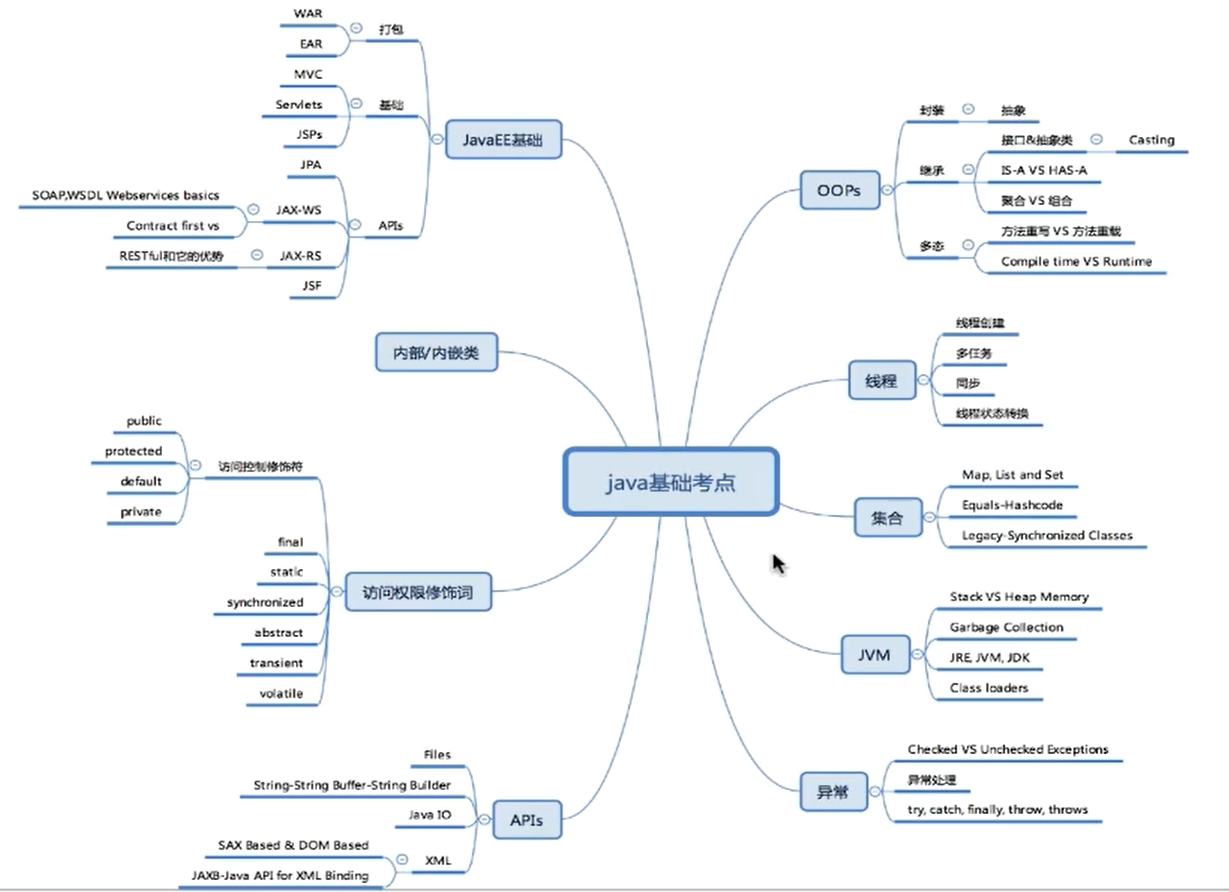 java基础考点
OOPs
封装
抽象
继承
接口&抽象类
Casting
IS-A VS HAS-A
聚合 VS 组合
多态
方法重写 VS 方法重载
Compile time VS Runtime
线程
线程创建
多任务
同步
线程状态转换
集合
Map, List and Set
Equals-Hashcode
Legacy-Synchronized Classes
JVM
Stack VS Heap Memory
Garbage Collection
JRE, JVM, JDK
Class loaders
异常
Checked VS Unchecked Exceptions
异常处理
try, catch, finally, throw, throws
JavaEE基础
打包
WAR
EAR
基础
MVC
Servlets
JSPs
APIs
JPA
JAX-WS
SOAP,WSDL Webservices basics
Contract first vs
JAX-RS
RESTful和它的优势
JSF
内部/内嵌类
访问权限修饰词
访问控制修饰符
public
protected
default
private
final
static
synchronized
abstract
transient
volatile
APIs
Files
String-String Buffer-String Builder
Java IO
XML
SAX Based & DOM Based
JAXB-Java API for XML Binding